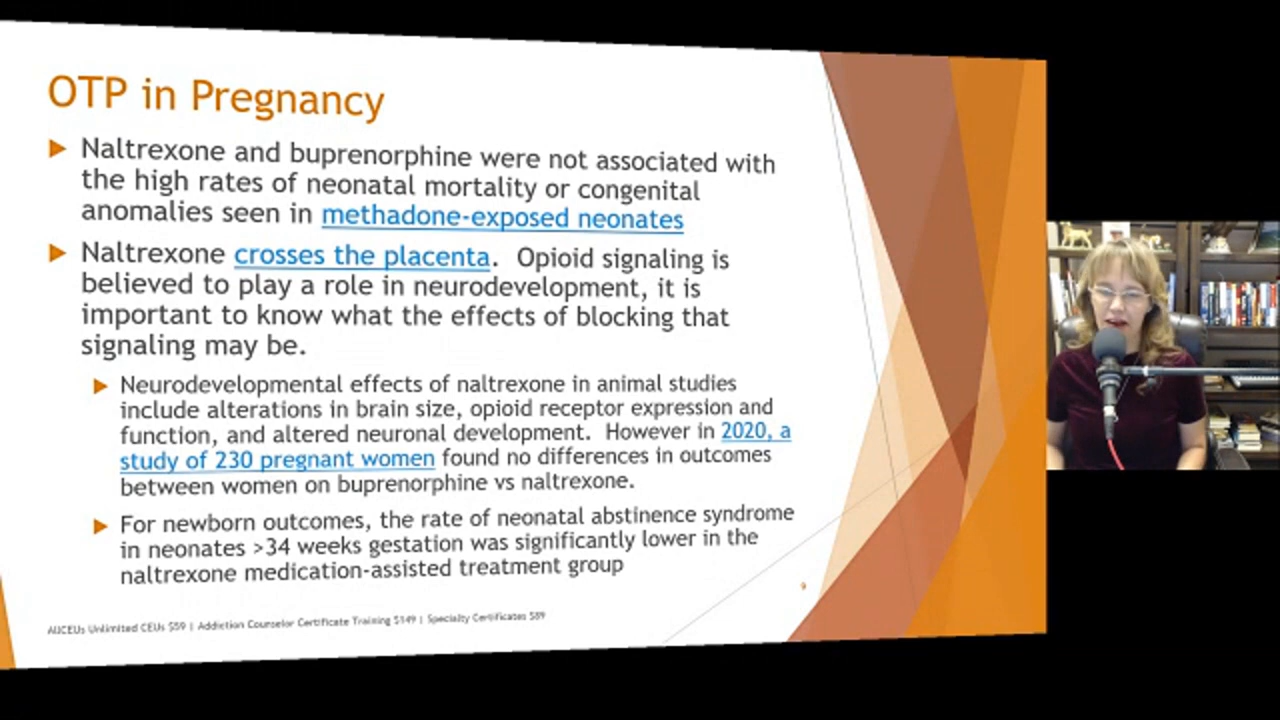 OTP in Pregnancy
Naltrexone and buprenorphine were not associated with
the high rates of neonatal mortality or congenital
anomalies seen in methadone-exposed neonates
Naltrexone crosses the placenta. Opioid signaling is
believed to play a role in neurodevelopment, it is
important to know what the effects of blocking that
signaling may be.
Neurodevelopmental effects of naltrexone in animal studies
include alterations in brain size, opioid receptor expression and
function, and altered neuronal development. However in 2020, a
study of 230 pregnant women found no differences in outcomes
between women on buprenorphine vs naltrexone.
For newborn outcomes, the rate of neonatal abstinence syndrome
in neonates >34 weeks gestation was significantly lower in the
naltrexone medication-assisted treatment group
AllCEUs Unlimited CEUs $59 | Addiction Counselor Certificate Training $149 | Specialty Certificates $89